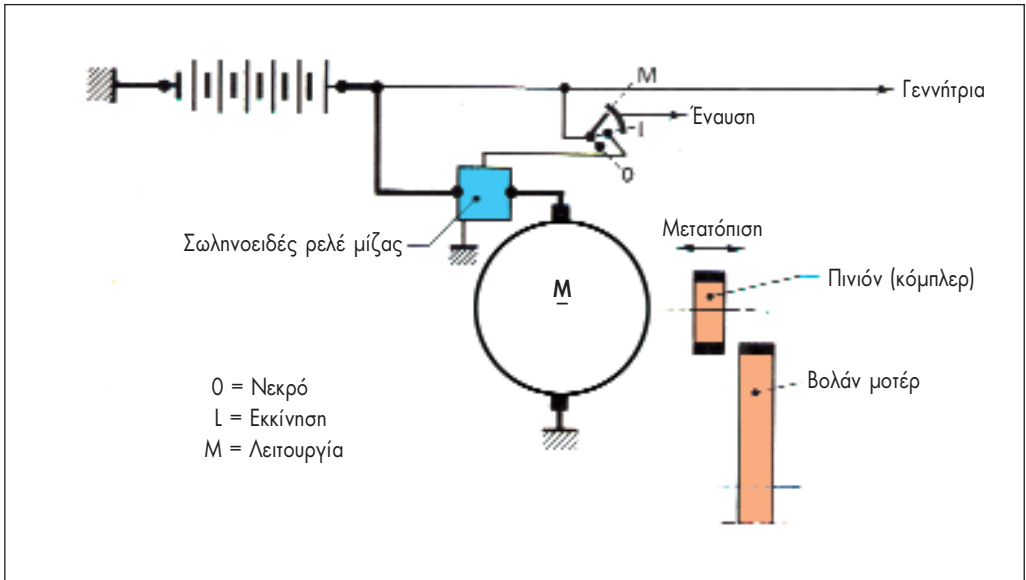 M
Γεννήτρια
Έναυση
L
0
Σωληνοειδές ρελέ μίζας
Μετατόπιση
Πινιόν (κόμπλερ)
M
Βολάν μοτέρ
0 = Νεκρό
L = Εκκίνηση
M = Λειτουργία